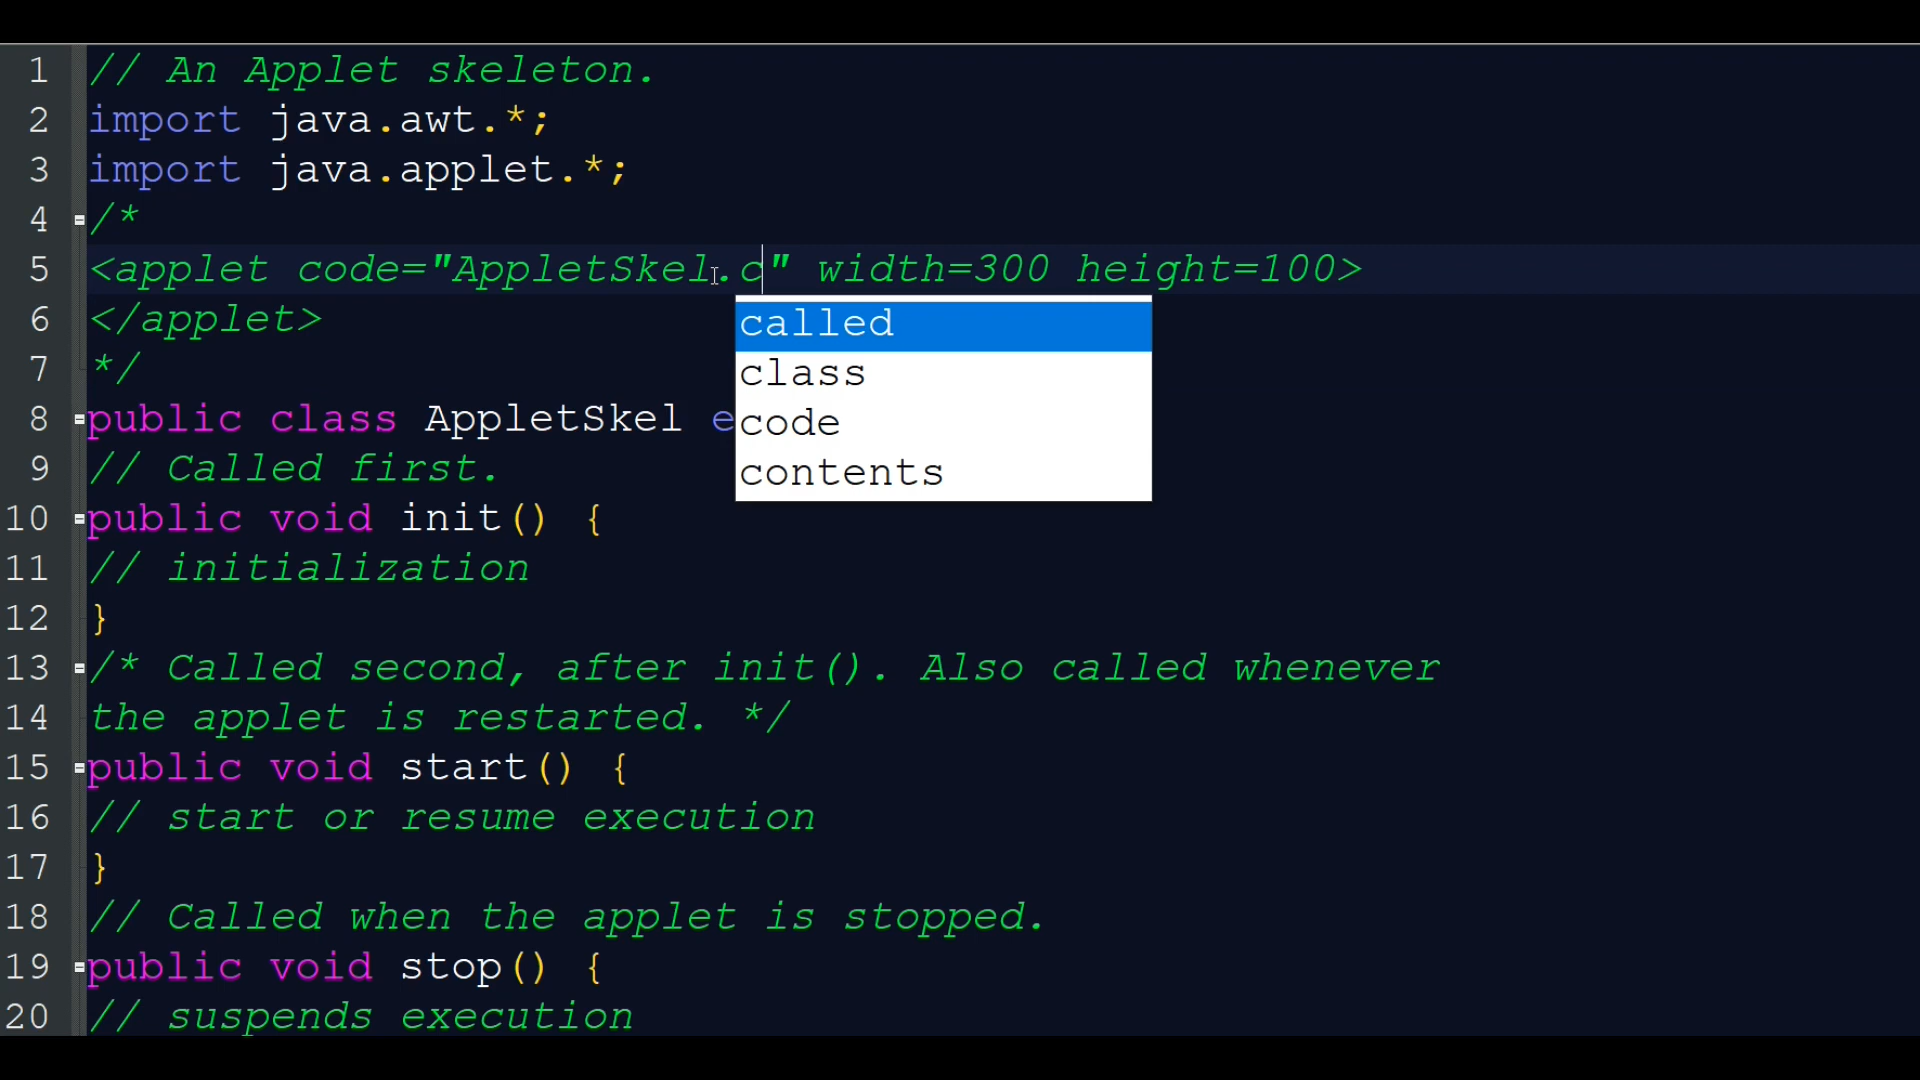 1 // An Applet skeleton.
2 import java.awt.*;
3 import java.applet.*;
4 /*
5 <applet code="AppletSkel.c" width=300 height=100>
6 </applet>
called
7 */
class
8 public class AppletSkel e
code
9 // Called first.
contents
10 public void init() {
11 // initialization
12 }
13 /* Called second, after init(). Also called whenever
14 the applet is restarted. */
15 public void start() {
16 // start or resume execution
17 }
18 // Called when the applet is stopped.
19 public void stop() {
20 // suspends execution